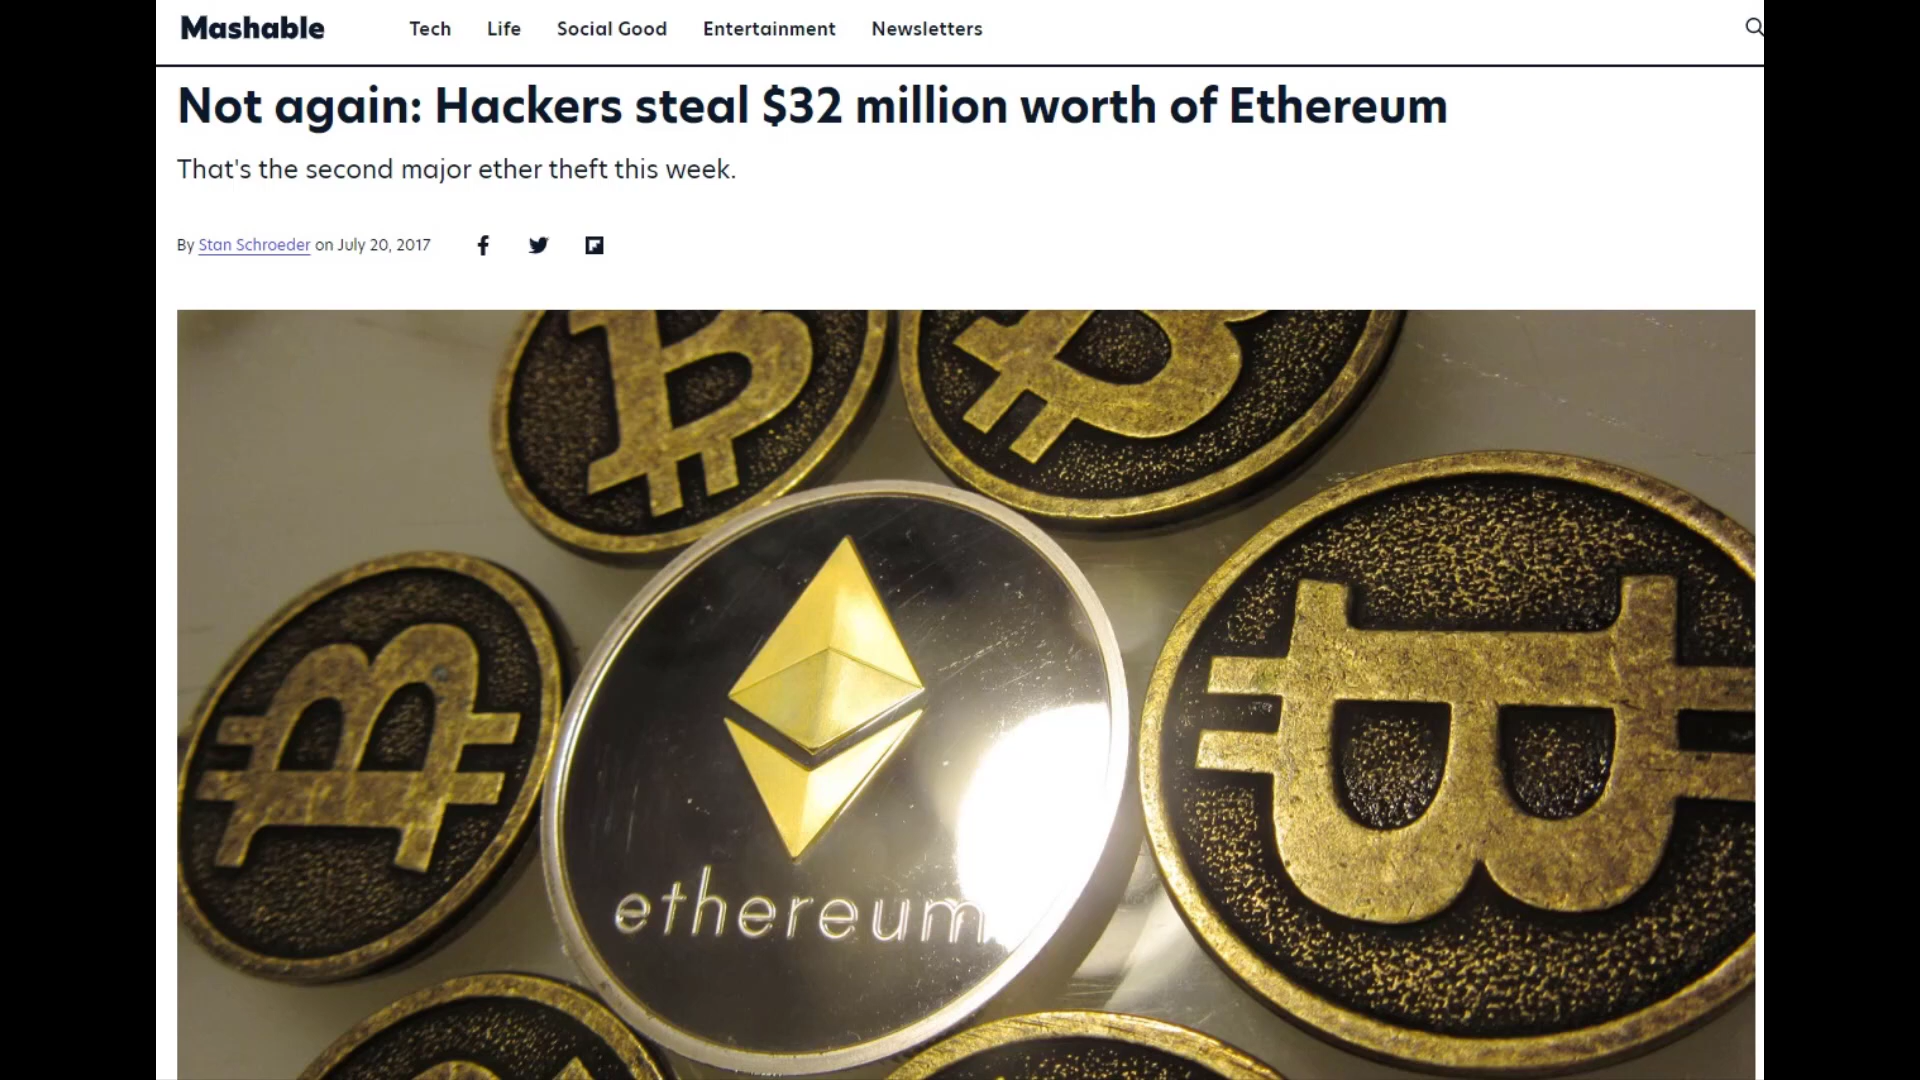 Mashable
Tech Life Social Good Entertainment Newsletters
Not again: Hackers steal $32 million worth of Ethereum
That's the second major ether theft this week.
By Stan Schroeder on July 20, 2017
ethereum